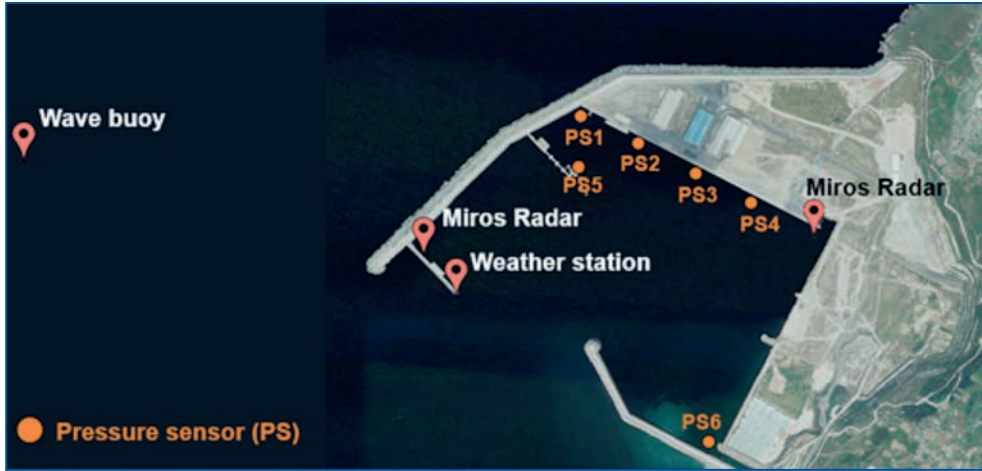 Wave buoy
PS1
PS2
PS5
PS3
Miros Radar
PS4
Miros Radar
Weather station
PS6
Pressure sensor (PS)